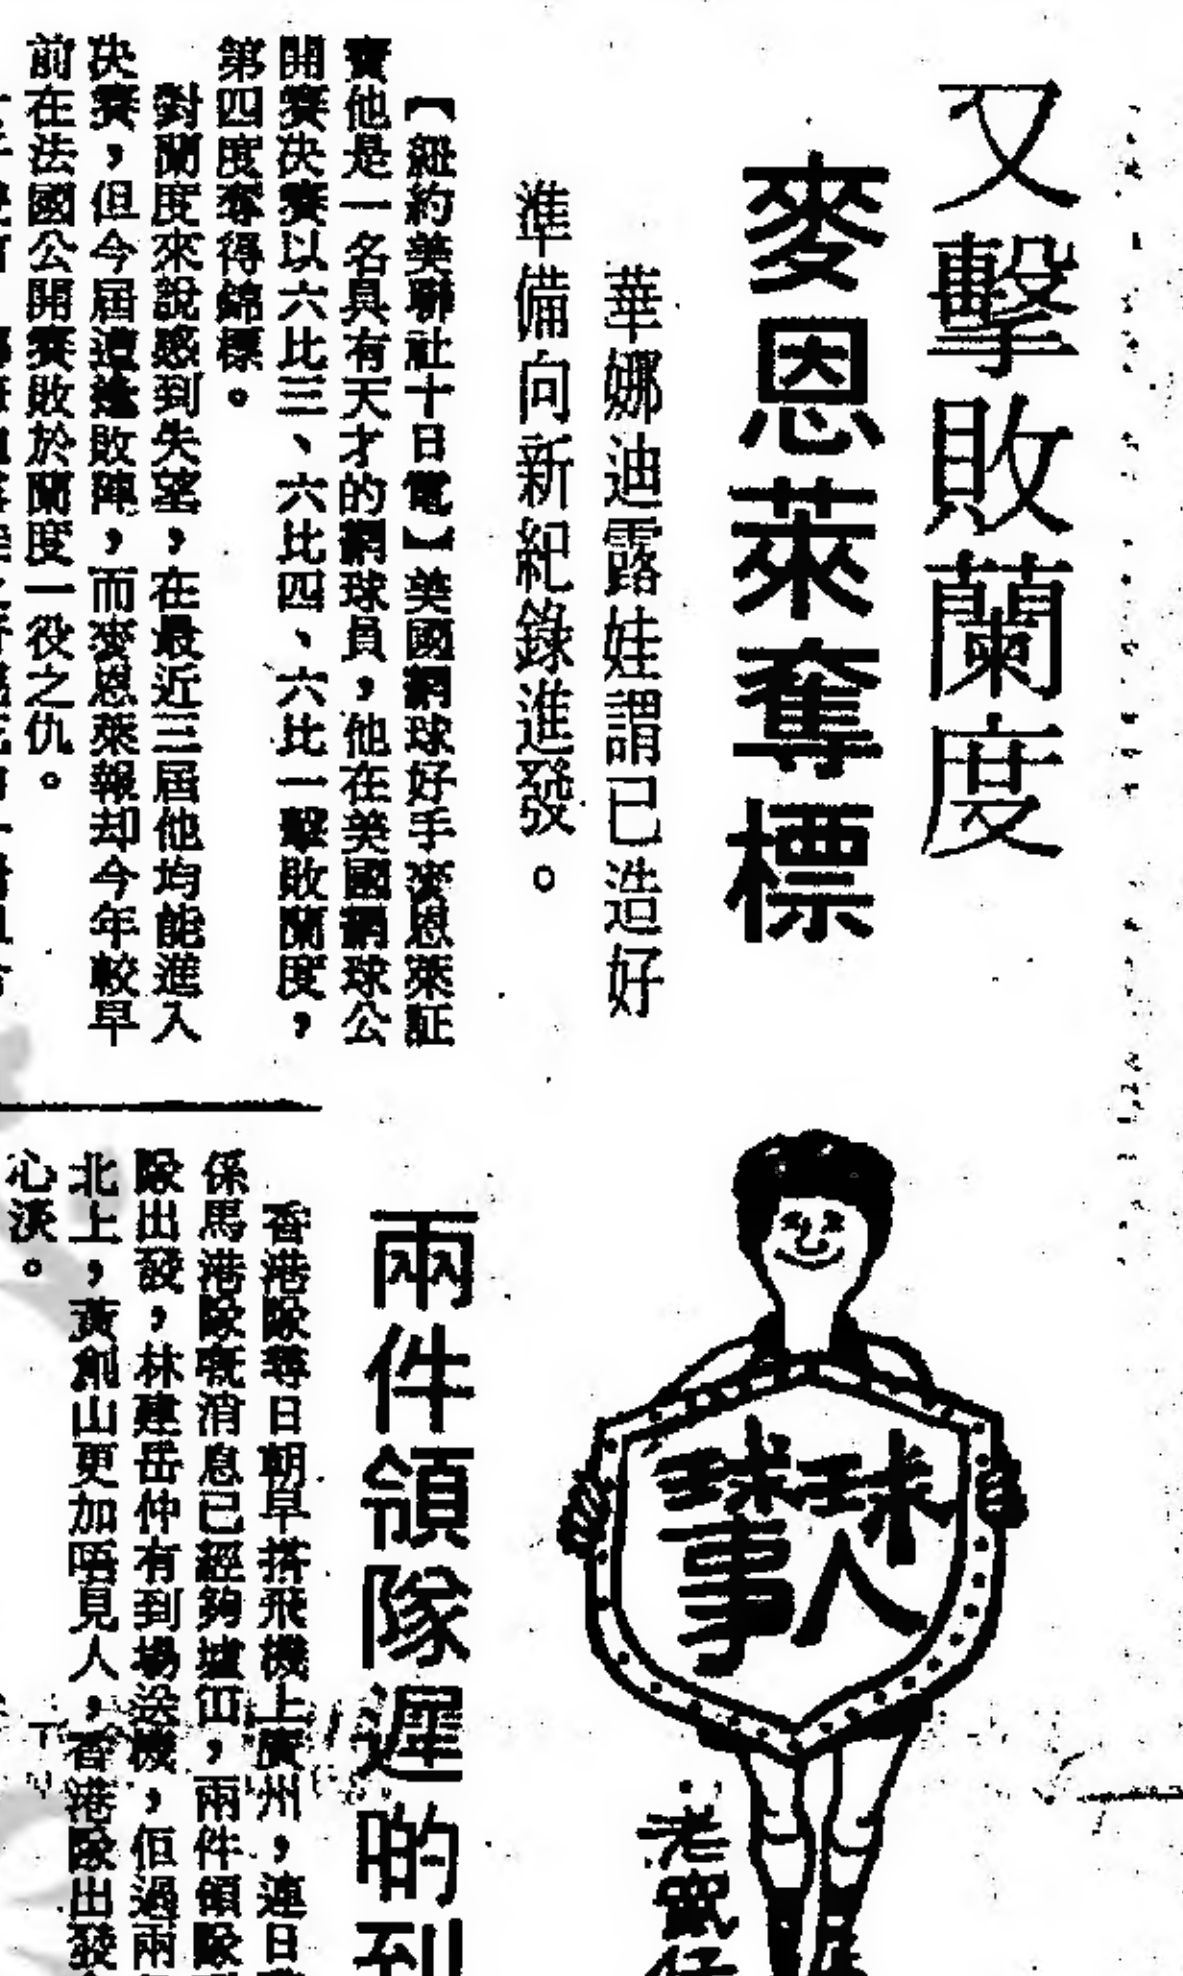 又擊敗蘭度
麥恩萊奪標
華娜迪露娃謂已造好
準備向新紀錄進發。
【紐約美聯社十日電】美國網球好手麥恩萊証
實他是一名具有天才的網球員，他在美國網球公
開賽決賽以六比三、六比四、六比一擊敗蘭度，
第四度奪得錦標。
對蘭度來說感到失望，在最近三屆他均能進入
决賽，但今屆遭逢敗陣，而麥恩萊報却今年較早
前在法國公開賽敗於蘭度一役之仇。
球人
球事
老戴仔
兩件領隊遲啲到
香港隊尋日朝早搭飛機上廣州，連日
係馬港隊嘅消息已經夠壞，兩件領隊
隊出發，林建岳仲有到場送機，佢過兩
北上，黃創山更加唔見人，香港隊出發
心淡。